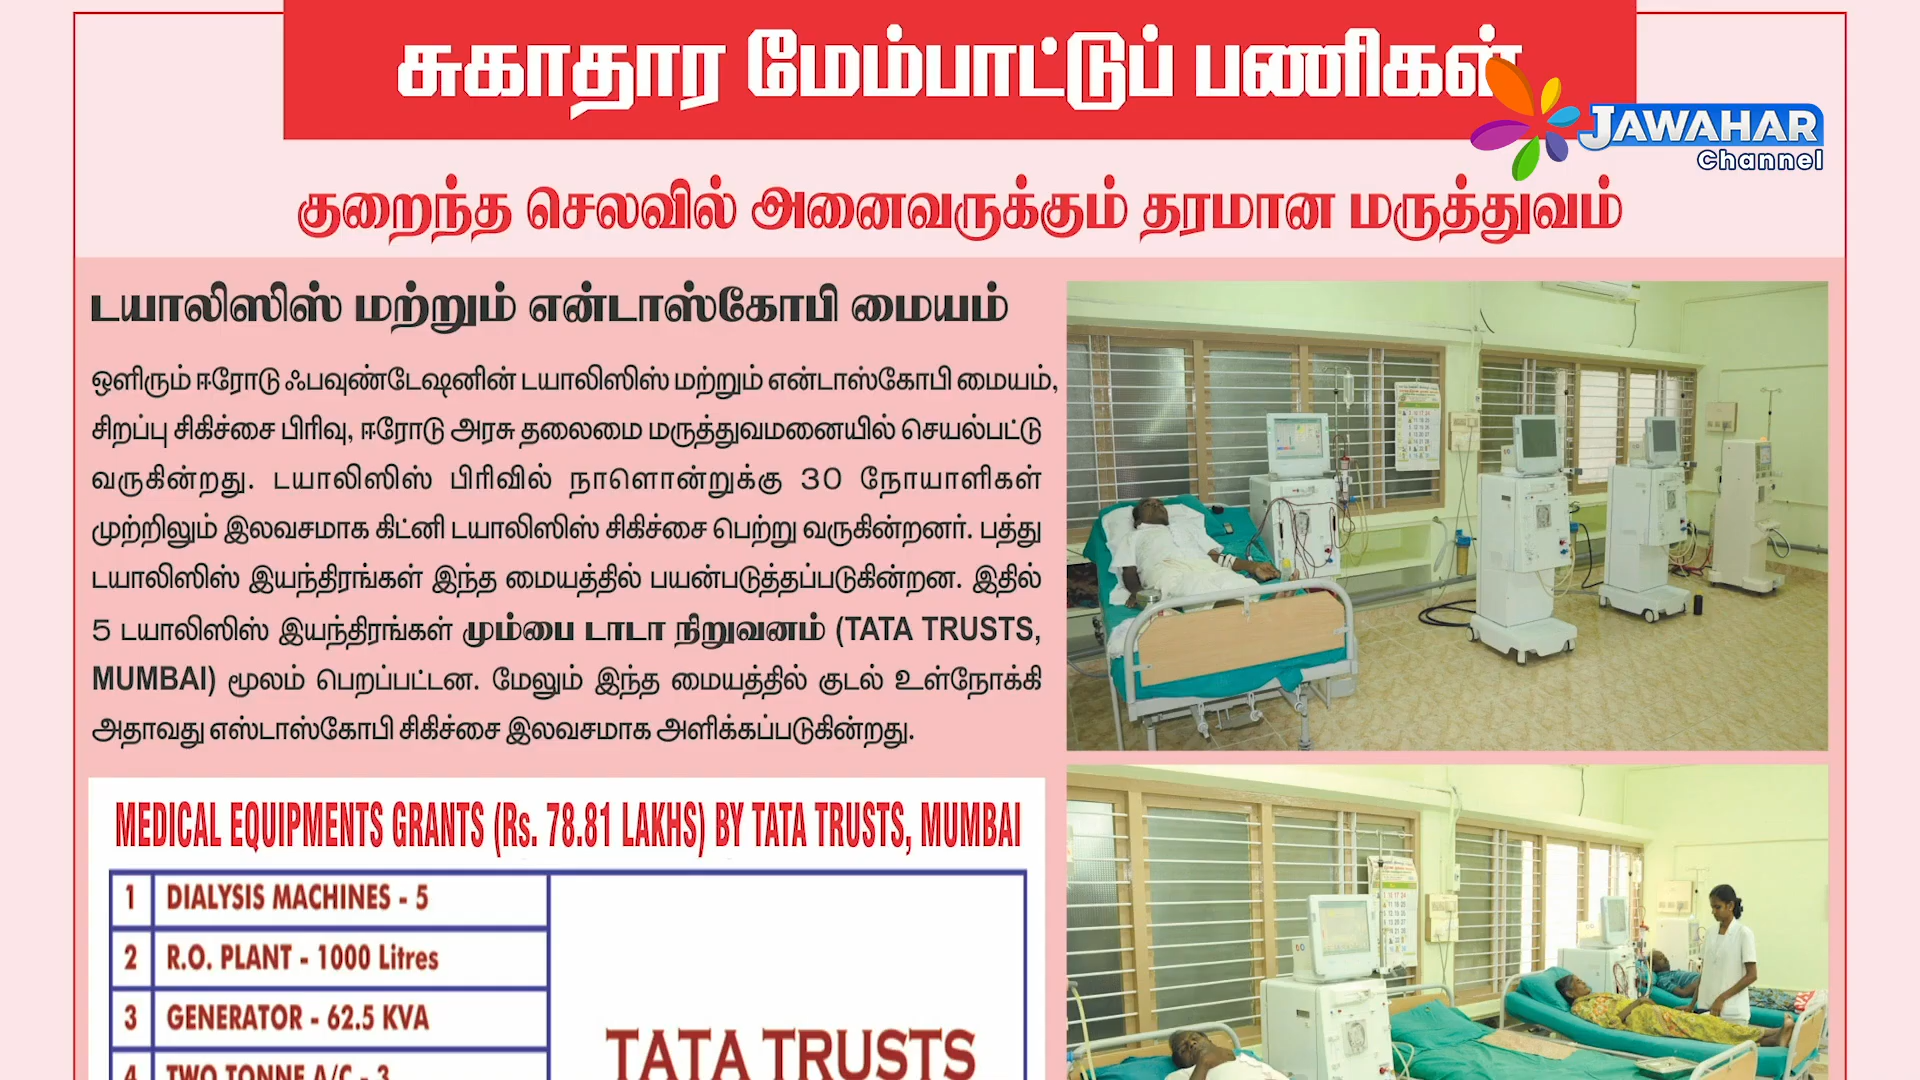 சுகாதார மேம்பாட்டுப் பணிகள்
JAWAHAR
Channel
குறைந்த செலவில் அனைவருக்கும் தரமான மருத்துவம்
டயாலிஸிஸ் மற்றும் என்டாஸ்கோபி மையம்
ஒளிரும் ஈரோடு ஃபவுண்டேஷனின் டயாலிஸிஸ் மற்றும் என்டாஸ்கோபி மையம்,
சிறப்பு சிகிச்சை பிரிவு, ஈரோடு அரசு தலைமை மருத்துவமனையில் செயல்பட்டு
வருகின்றது. டயாலிஸிஸ் பிரிவில் நாளொன்றுக்கு 30 நோயாளிகள்
முற்றிலும் இலவசமாக கிட்னி டயாலிஸிஸ் சிகிச்சை பெற்று வருகின்றனர். பத்து
டயாலிஸிஸ் இயந்திரங்கள் இந்த மையத்தில் பயன்படுத்தப்படுகின்றன. இதில்
5 டயாலிஸிஸ் இயந்திரங்கள் மும்பை டாடா நிறுவனம் (TATA TRUSTS,
MUMBAI) மூலம் பெறப்பட்டன. மேலும் இந்த மையத்தில் குடல் உள்நோக்கி
அதாவது எஸ்டாஸ்கோபி சிகிச்சை இலவசமாக அளிக்கப்படுகின்றது.
MEDICAL EQUIPMENTS GRANTS (Rs. 78.81 LAKHS) BY TATA TRUSTS, MUMBAI
1 DIALYSIS MACHINES - 5
2 R.O. PLANT - 1000 Litres
3 GENERATOR - 62.5 KVA
4 TWO TONNE A/C - 3
TATA TRUSTS